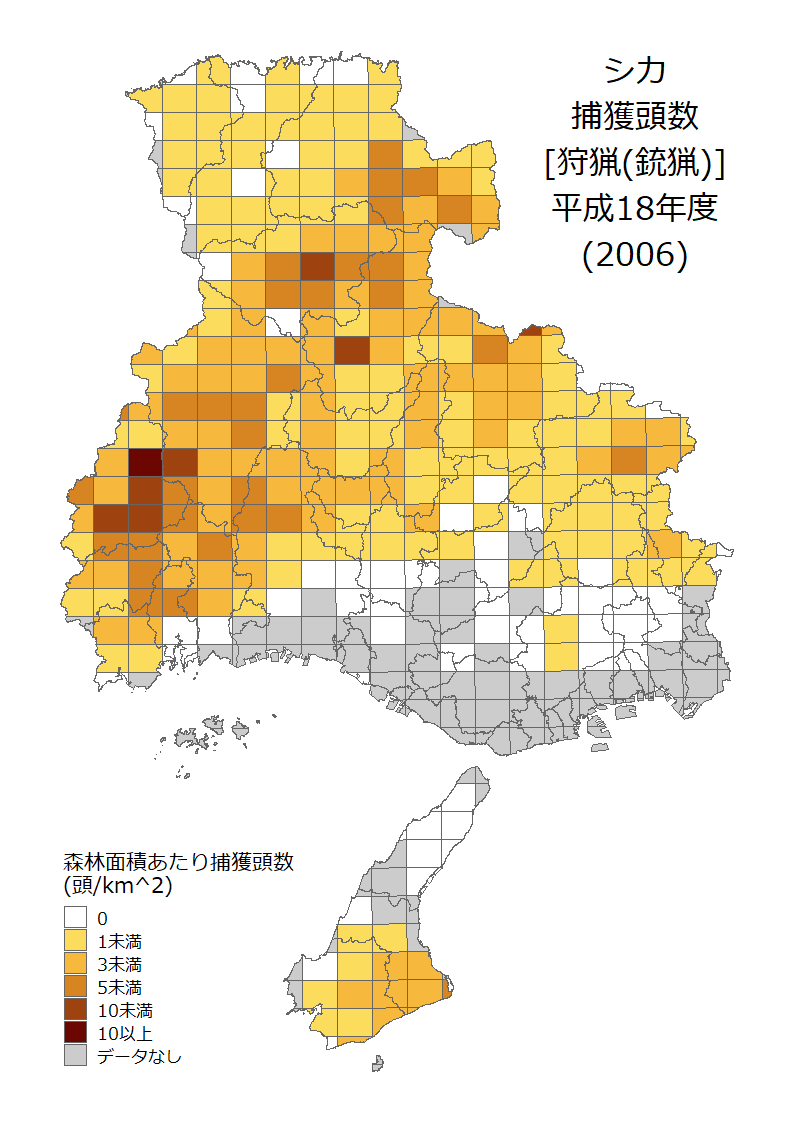 シカ
捕獲頭数
[狩猟(銃猟)]
平成18年度
(2006)
森林面積あたり捕獲頭数
(頭/km^2)
0
1未満
3未満
5未満
10未満
10以上
データなし